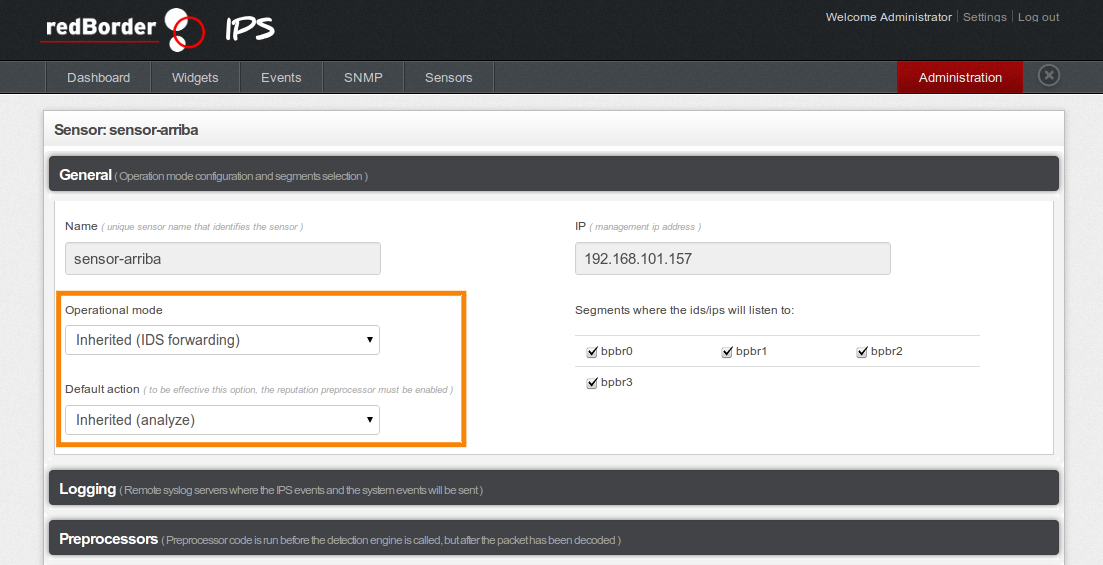 redBorder IPS
Welcome Administrator Settings Log out
Dashboard Widgets Events SNMP Sensors Administration
Sensor: sensor-arriba
General ( Operation mode configuration and segments selection )
Name ( unique sensor name that identifies the sensor )
sensor-arriba
IP ( management ip address )
192.168.101.157
Operational mode
Inherited (IDS forwarding)
Default action ( to be effective this option, the reputation preprocessor must be enabled )
Inherited (analyze)
Segments where the ids/ips will listen to:
bpbr0 bpbr1 bpbr2
bpbr3
Logging ( Remote syslog servers where the IPS events and the system events will be sent )
Preprocessors ( Preprocessor code is run before the detection engine is called, but after the packet has been decoded )